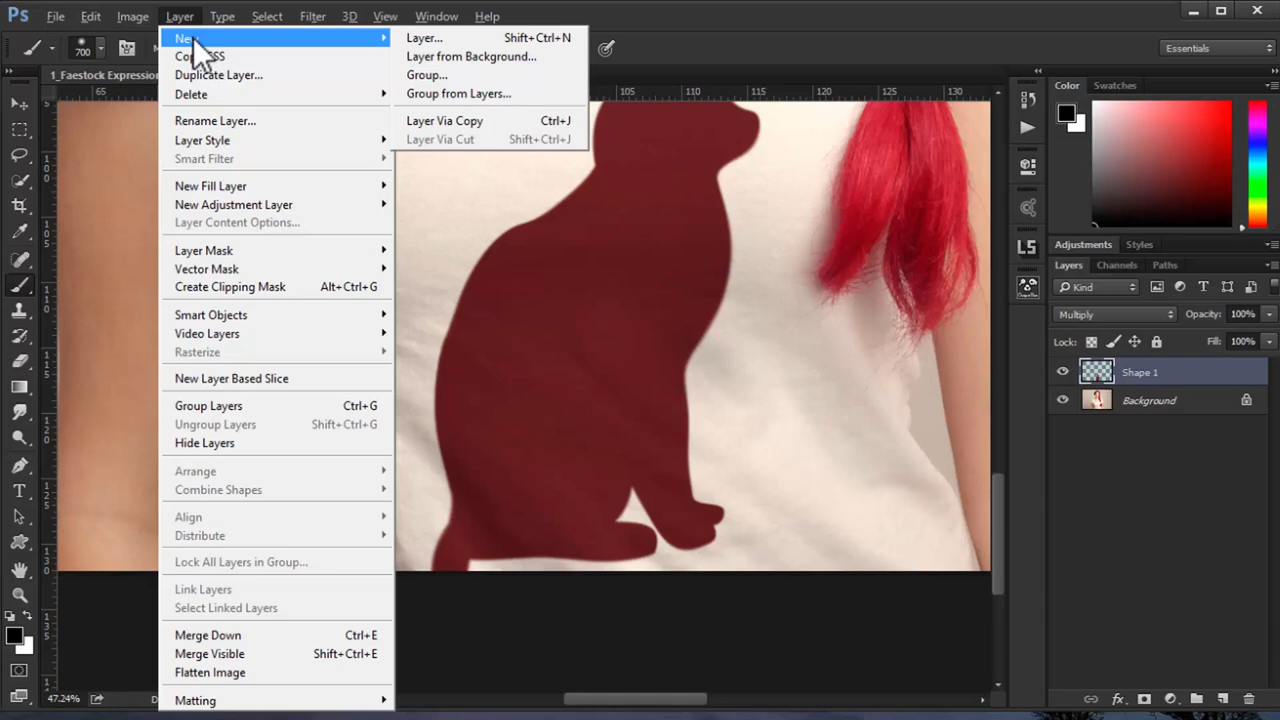 Ps File Edit Image Layer Type Select Filter 3D View Window Help
700
Essentials
1_Faestock Expression
New
Copy CSS
Duplicate Layer...
Delete
Rename Layer...
Layer Style
Smart Filter
New Fill Layer
New Adjustment Layer
Layer Content Options...
Layer Mask
Vector Mask
Create Clipping Mask Alt+Ctrl+G
Smart Objects
Video Layers
Rasterize
New Layer Based Slice
Group Layers Ctrl+G
Ungroup Layers Shift+Ctrl+G
Hide Layers
Arrange
Combine Shapes
Align
Distribute
Lock All Layers in Group...
Link Layers
Select Linked Layers
Merge Down Ctrl+E
Merge Visible Shift+Ctrl+E
Flatten Image
Matting
Layer... Shift+Ctrl+N
Layer from Background...
Group...
Group from Layers...
Layer Via Copy Ctrl+J
Layer Via Cut Shift+Ctrl+J
65 105 110 115 120 125 130
Color Swatches
Adjustments Styles
Layers Channels Paths
Kind
Multiply Opacity: 100%
Lock: Fill: 100%
Shape 1
Background
LS
47.24%